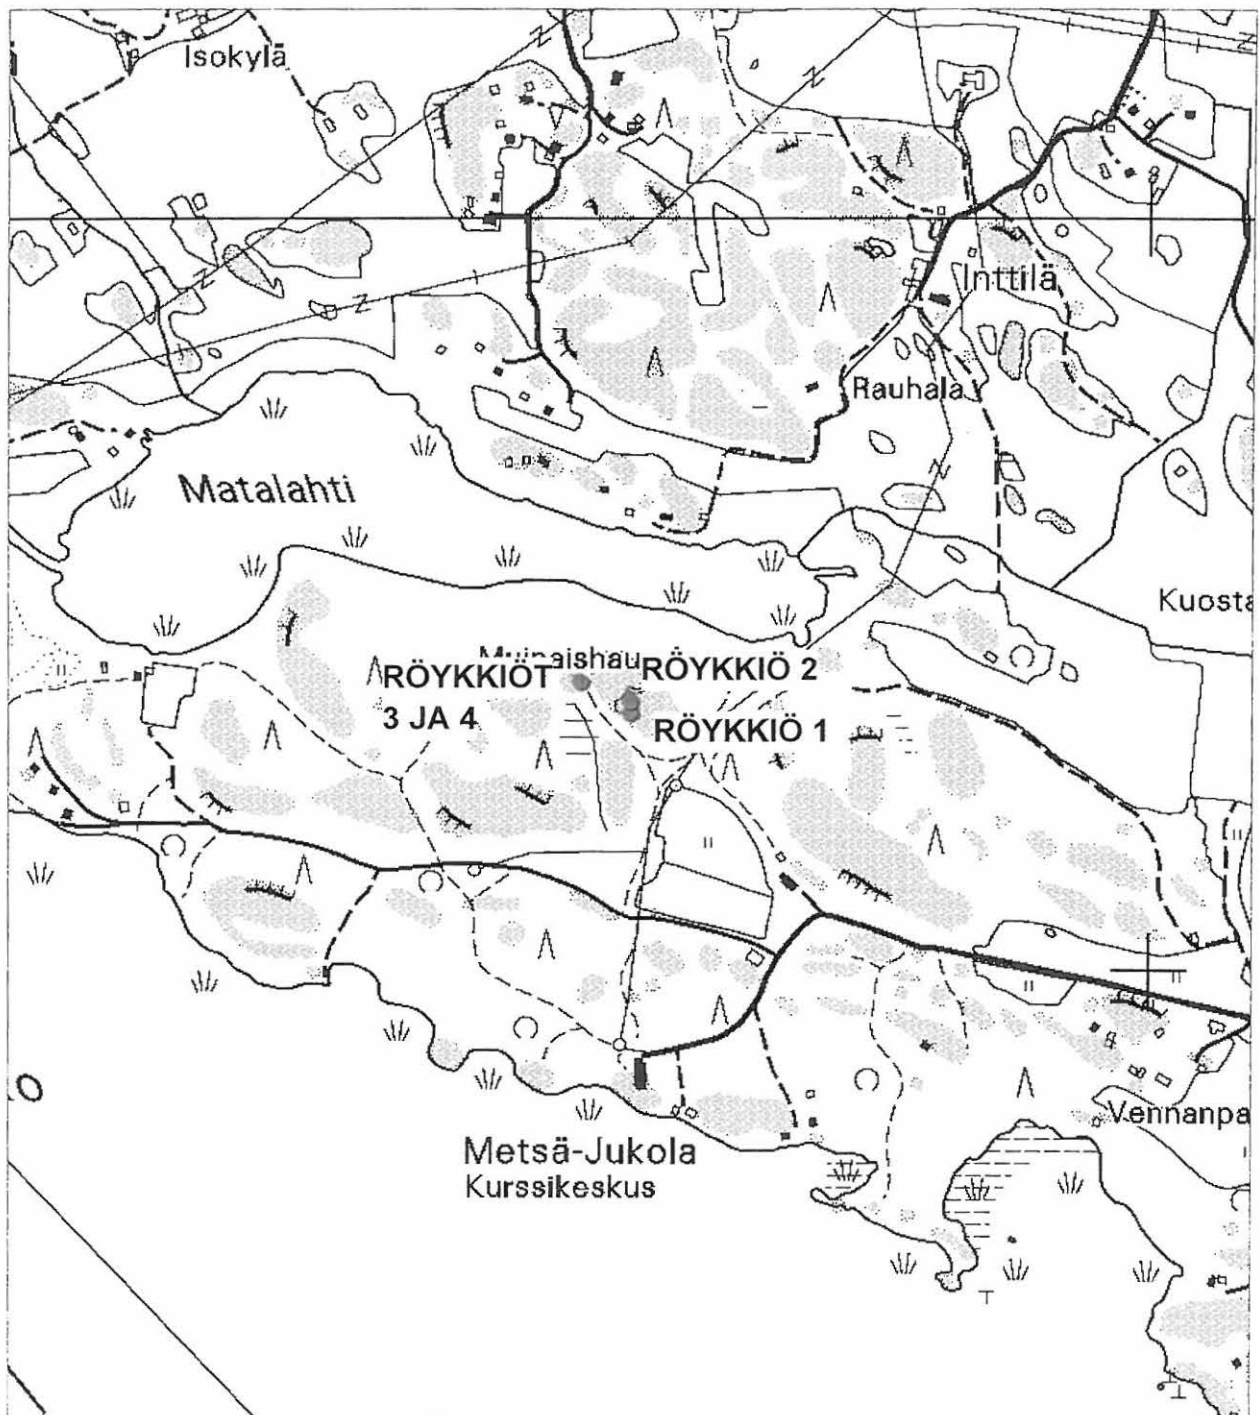 Isokylä
Inttilä
Rauhala
Matalahti
Kuosta
RÖYKKIÖT
3 JA 4
RÖYKKIÖ 2
RÖYKKIÖ 1
Vennanpa
Metsä-Jukola
Kurssikeskus